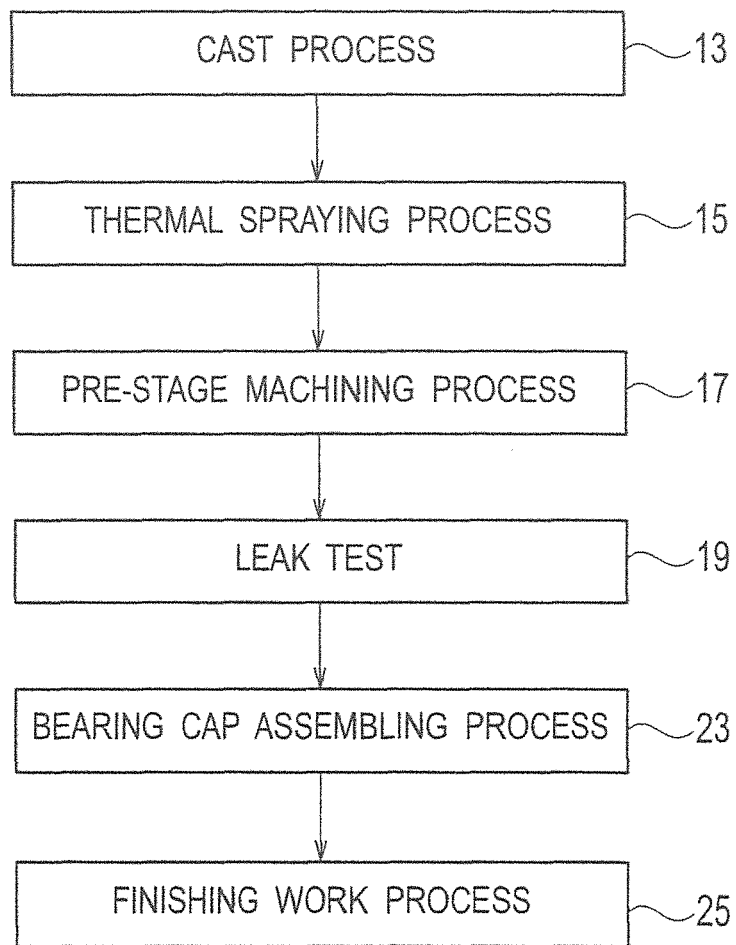 CAST PROCESS 13
THERMAL SPRAYING PROCESS 15
PRE-STAGE MACHINING PROCESS 17
LEAK TEST 19
BEARING CAP ASSEMBLING PROCESS 23
FINISHING WORK PROCESS 25